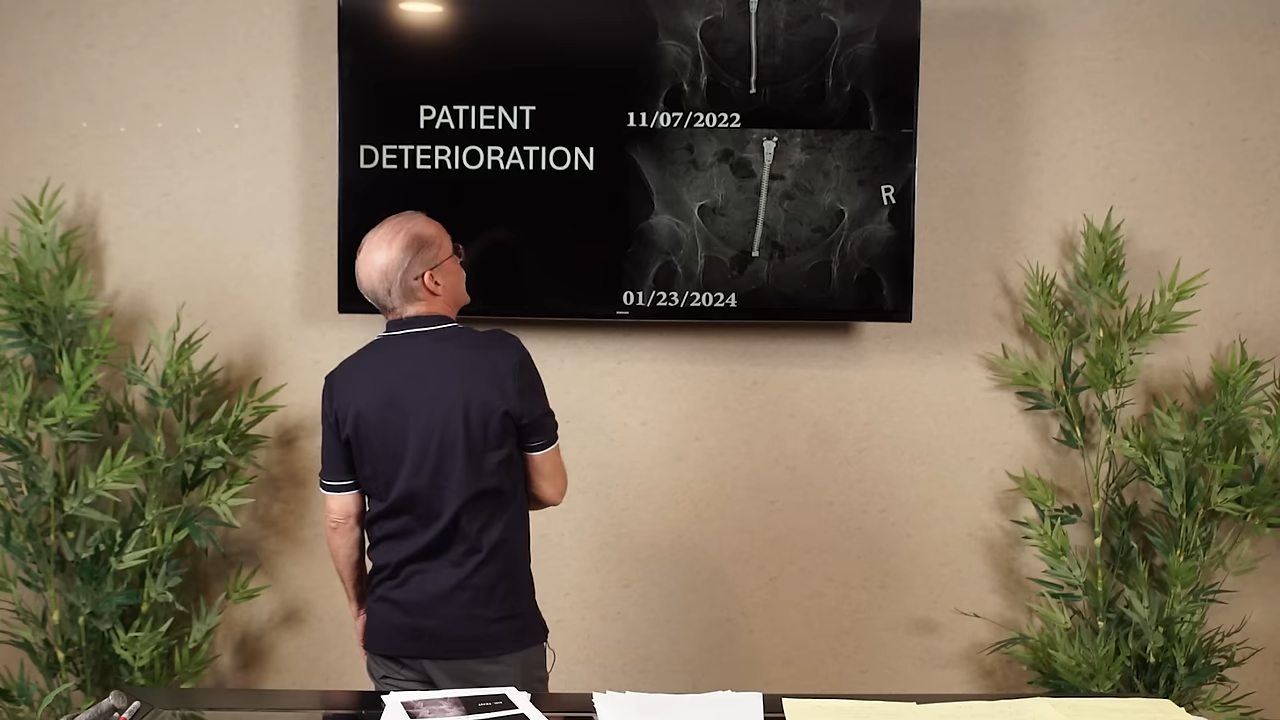 PATIENT
DETERIORATION
11/07/2022
R
01/23/2024